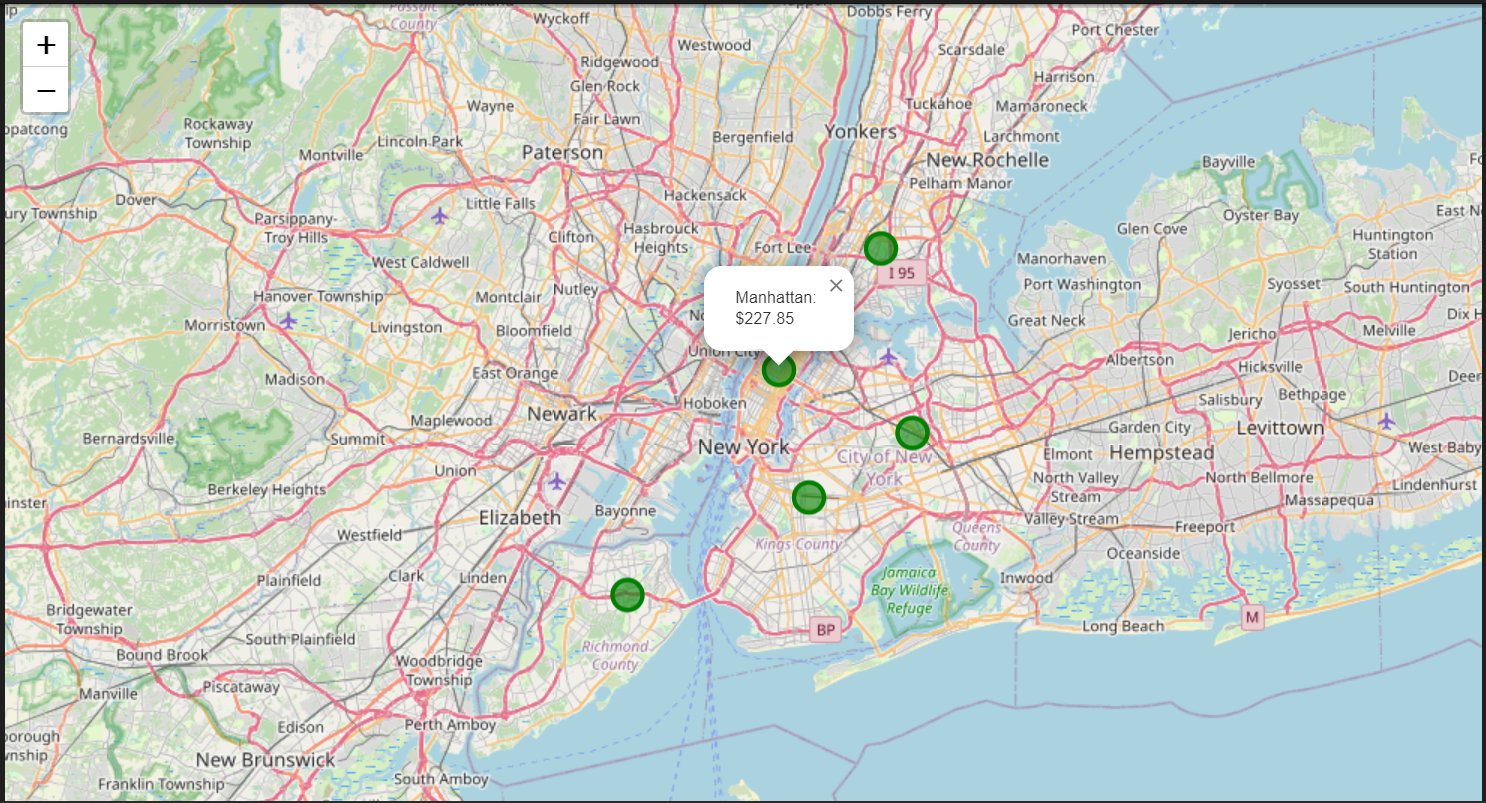 Passaic
County
Wyckoff
Dobbs Ferry
Port Chester
+
Westwood
Scarsdale
Ridgewood
−
Glen Rock
Harrison
Wayne
Tuckahoe
Mamaroneck
Fair Lawn
opatcong
Rockaway
Township
Lincoln Park
Bergenfield
Yonkers
Larchmont
Montville
Paterson
New Rochelle
Bayville
Pelham Manor
Dover
Hackensack
Little Falls
ury Township
Parsippany-
Troy Hills
Clifton
Hasbrouck
Heights
Fort Lee
Glen Cove
Oyster Bay
East N
Huntington
Station
West Caldwell
Manorhaven
I 95
Port Washington
Syosset
South Huntington
Hanover Township
Montclair
Nutley
Manhattan:
$227.85
×
Morristown
Livingston
Bloomfield
Great Neck
Jericho
Melville
Dix H
Union City
Albertson
Hicksville
Madison
East Orange
Deer
Hoboken
Salisbury
Bethpage
Newark
Maplewood
Bernardsville
Summit
New York
Garden City
Levittown
Union
City of New
York
Elmont
Hempstead
West Baby
Berkeley Heights
North Valley
Stream
North Bellmore
Lindenhurst
Massapequa
inster
Elizabeth
Bayonne
Valley Stream
Freeport
Westfield
Kings County
Queens
County
Oceanside
Plainfield
Clark
Linden
Jamaica
Bay Wildlife
Refuge
Inwood
Bridgewater
Township
South Plainfield
BP
Long Beach
M
Bound Brook
Richmond
County
Woodbridge
Township
Manville
Piscataway
Edison
Perth Amboy
orough
wnship
New Brunswick
South Amboy
Franklin Township